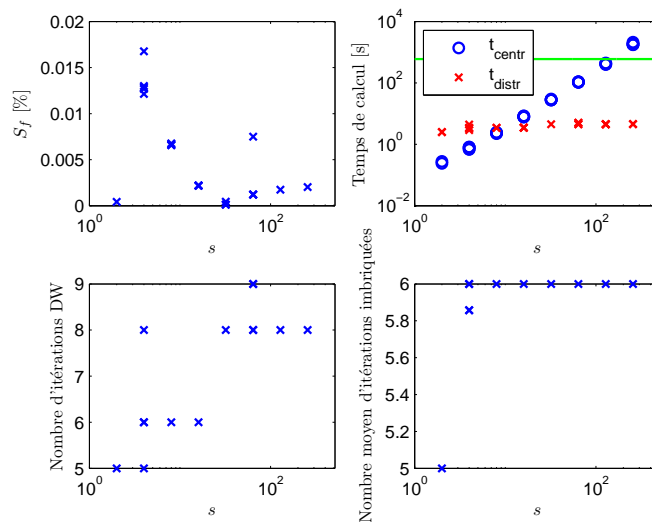 0.02
0.015
0.01
0.005
0
S_f [%]
10^0
10^2
s
10^4
10^2
10^0
10^−2
Temps de calcul [s]
t_centr
t_distr
10^0
10^2
s
9
8
7
6
5
Nombre d'itérations DW
10^0
10^2
s
6
5.8
5.6
5.4
5.2
5
Nombre moyen d'itérations imbriquées
10^0
10^2
s